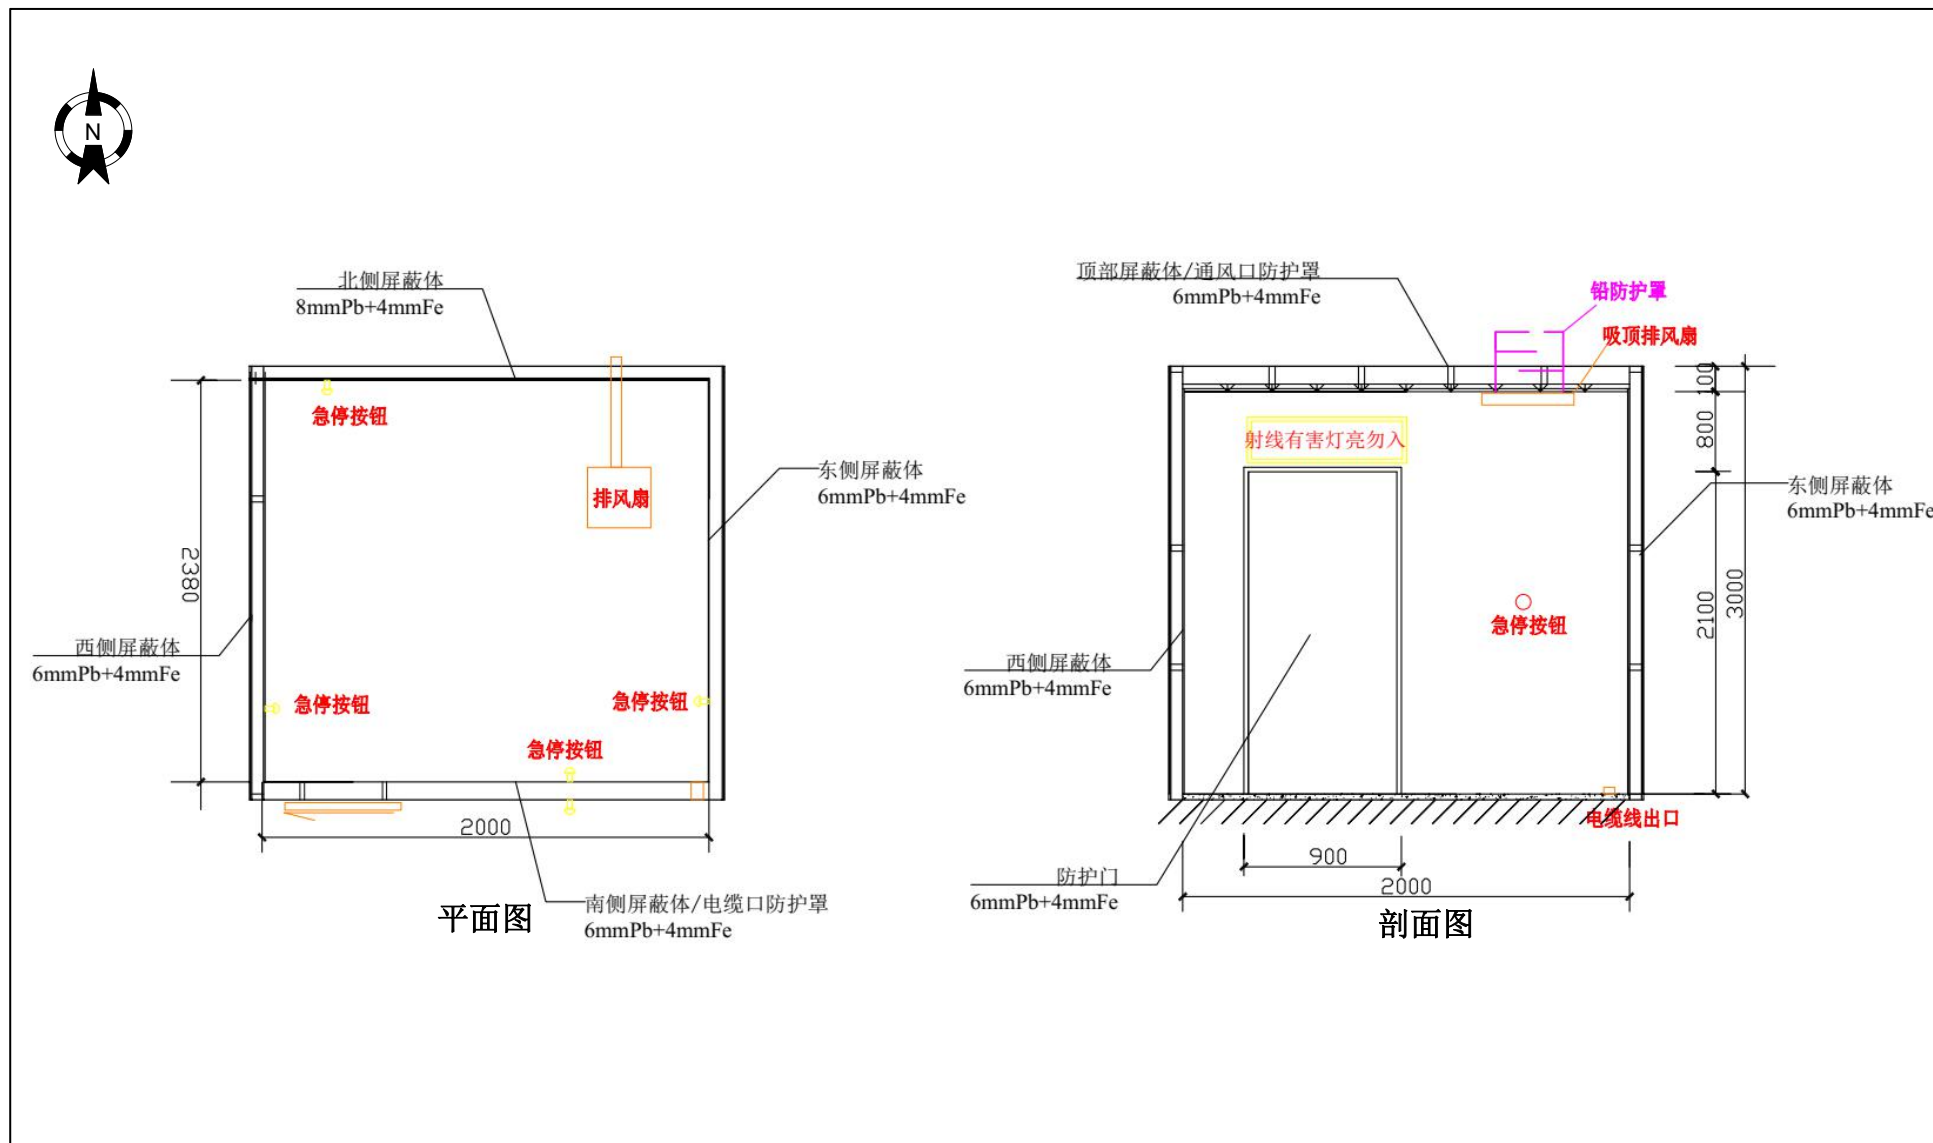 N
北侧屏蔽体
8mmPb+4mmFe
急停按钮
排风扇
东侧屏蔽体
6mmPb+4mmFe
2380
西侧屏蔽体
6mmPb+4mmFe
急停按钮
急停按钮
急停按钮
2000
南侧屏蔽体/电缆口防护罩
6mmPb+4mmFe
平面图
顶部屏蔽体/通风口防护罩
6mmPb+4mmFe
铅防护罩
吸顶排风扇
100
800
射线有害灯亮勿入
东侧屏蔽体
6mmPb+4mmFe
2100
3000
急停按钮
西侧屏蔽体
6mmPb+4mmFe
电缆线出口
900
防护门
6mmPb+4mmFe
2000
剖面图